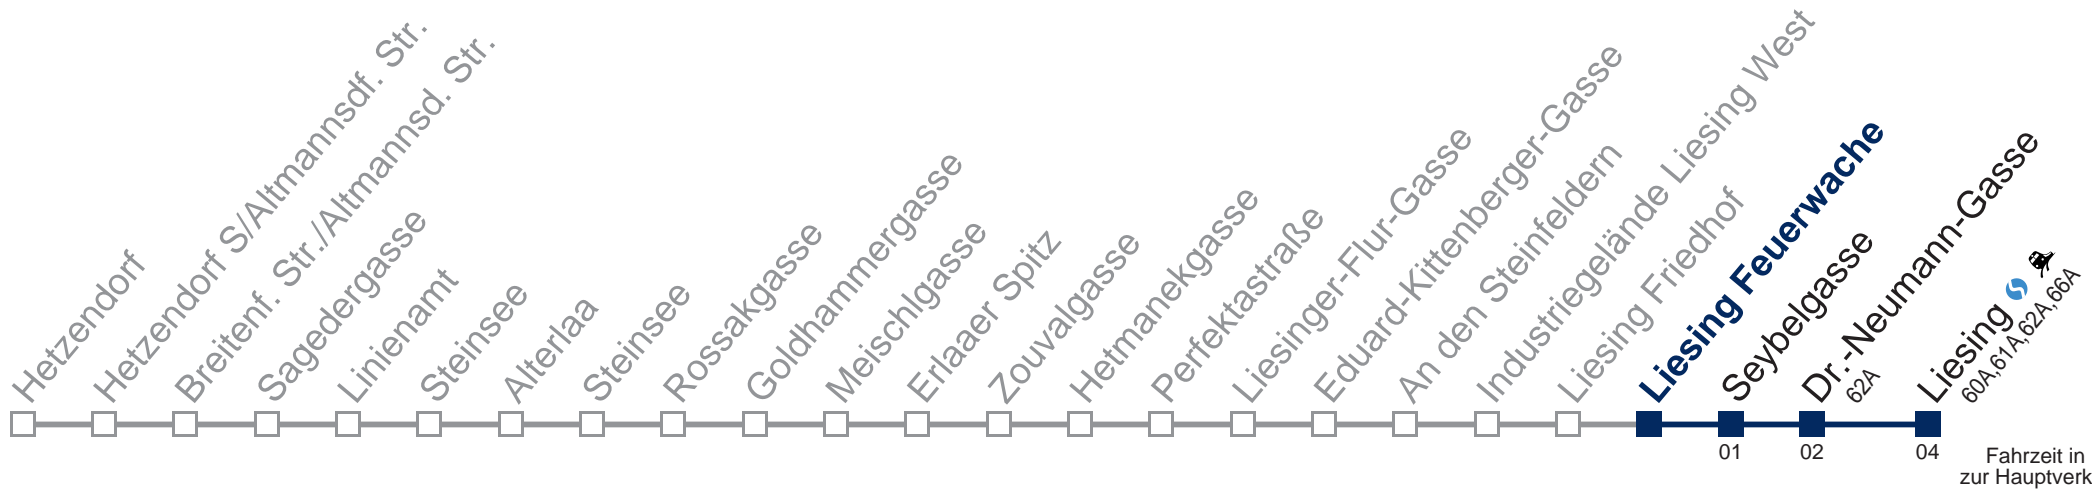 Hetzendorf
Hetzendorf S/Altmannsdf. Str.
Breitenf. Str./Altmannsd. Str.
Sagedergasse
Linienamt
Steinsee
Alterlaa
Steinsee
Rossakgasse
Goldhammergasse
Meischlgasse
Erlaaer Spitz
Zouvalgasse
Hetmanekgasse
Perfektastraße
Liesinger-Flur-Gasse
Eduard-Kittenberger-Gasse
An den Steinfeldern
Industriegelände Liesing West
Liesing Friedhof
Liesing Feuerwache
Seybelgasse
Dr.-Neumann-Gasse
62A
Liesing
60A,61A,62A,66A
01
02
04
Fahrzeit in
zur Hauptverk